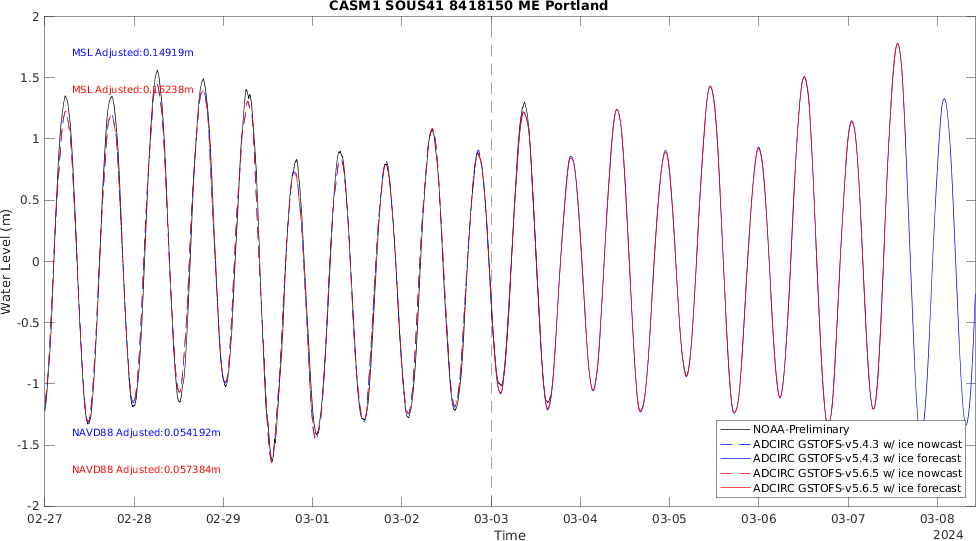 CASM1 SOUS41 8418150 ME Portland
2
1.5
1
0.5
0
-0.5
-1
-1.5
-2
Water Level (m)
MSL Adjusted:0.14919m
MSL Adjusted:0.15238m
NAVD88 Adjusted:0.054192m
NAVD88 Adjusted:0.057384m
NOAA-Preliminary
ADCIRC GSTOFS-v5.4.3 w/ ice nowcast
ADCIRC GSTOFS-v5.4.3 w/ ice forecast
ADCIRC GSTOFS-v5.6.5 w/ ice nowcast
ADCIRC GSTOFS-v5.6.5 w/ ice forecast
02-27 02-28 02-29 03-01 03-02 03-03 03-04 03-05 03-06 03-07 03-08
Time
2024